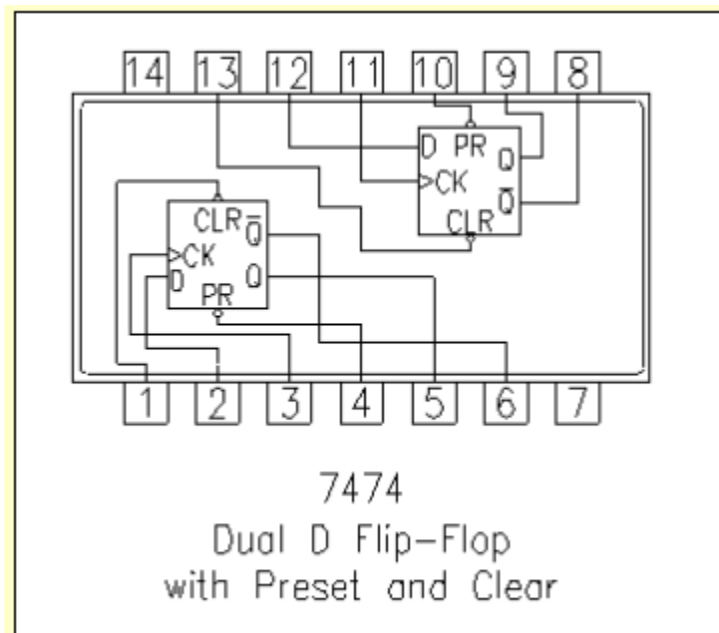 14 13 12 11 10 9 8
D PR Q
CK Q̅
CLR
CLR Q̅
CK
D Q
PR
1 2 3 4 5 6 7
7474
Dual D Flip-Flop
with Preset and Clear